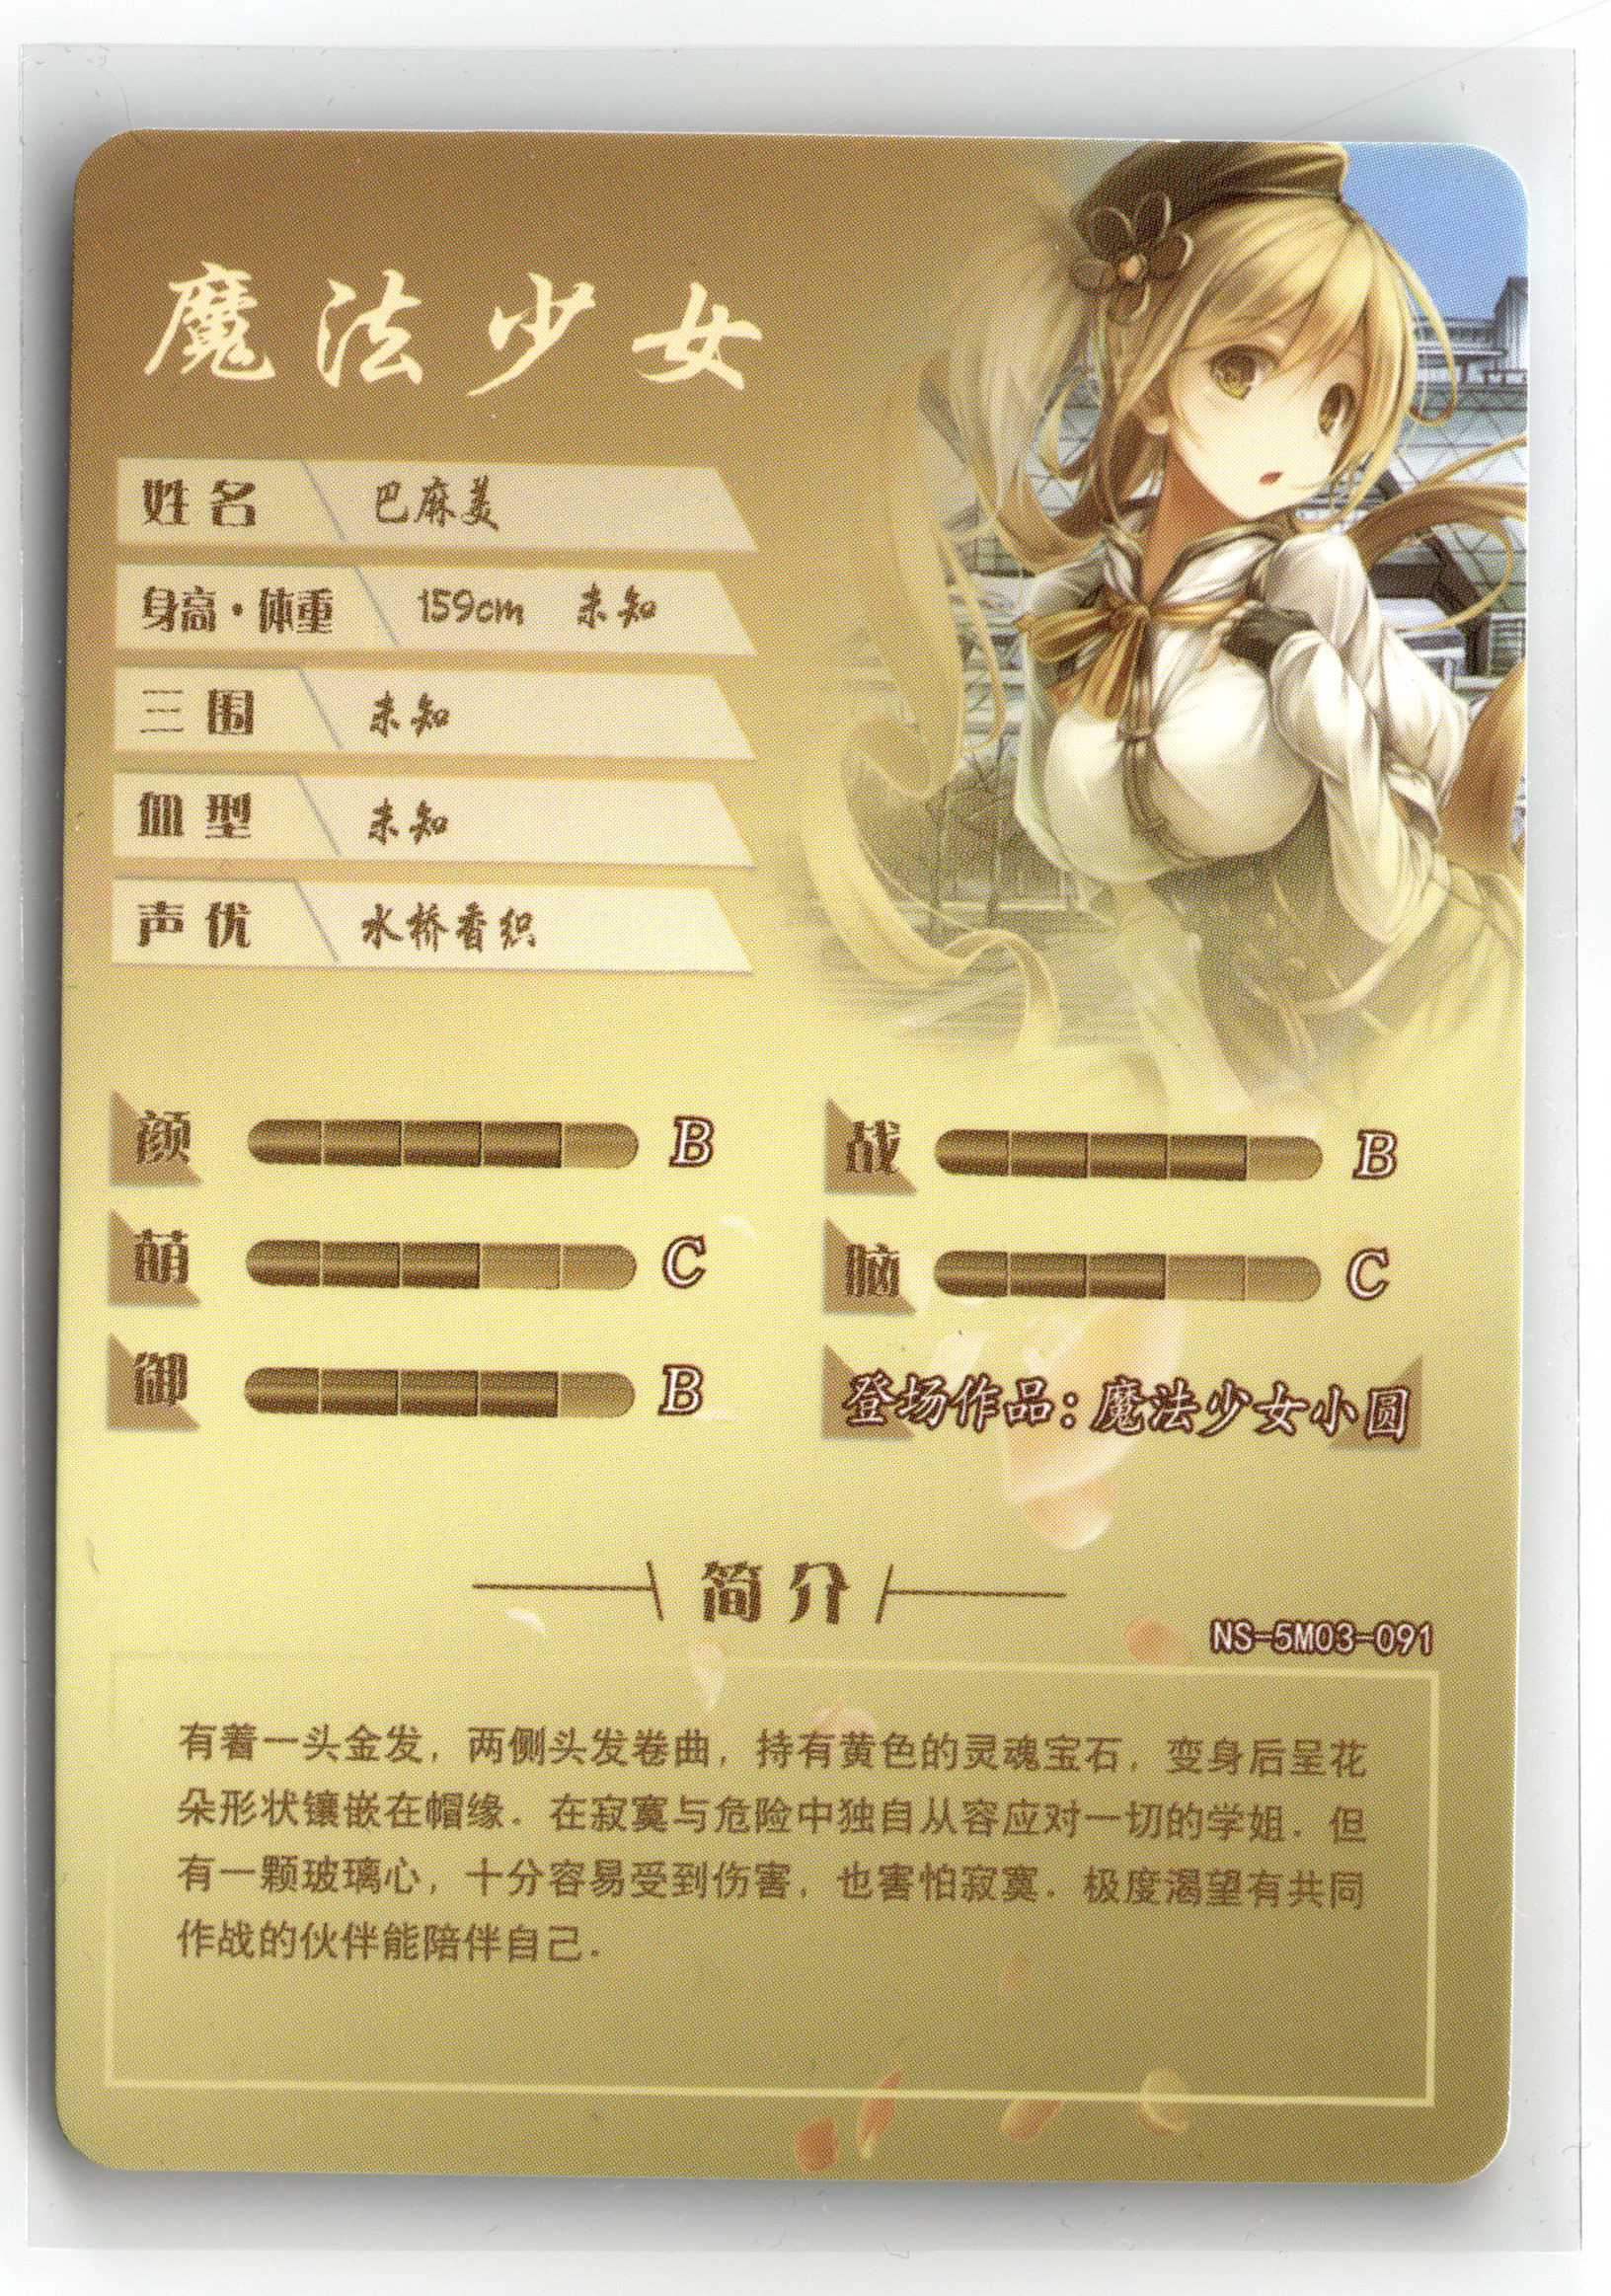 魔法少女
姓名 巴麻美
身高·体重 159cm 未知
三围 未知
血型 未知
声优 水桥香织
颜 B
战 B
萌 C
脑 C
御 B
登场作品：魔法少女小圆
简介
NS-5M03-091
有着一头金发，两侧头发卷曲，持有黄色的灵魂宝石，变身后呈花
朵形状镶嵌在帽缘．在寂寞与危险中独自从容应对一切的学姐．但
有一颗玻璃心，十分容易受到伤害，也害怕寂寞．极度渴望有共同
作战的伙伴能陪伴自己．